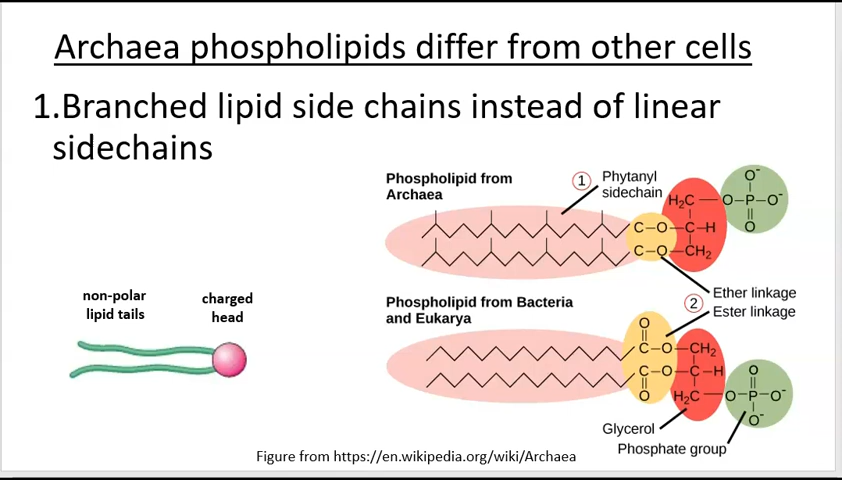 Archaea phospholipids differ from other cells
1.Branched lipid side chains instead of linear
sidechains
Phospholipid from
Archaea
1
Phytanyl
sidechain
H₂C
O–P–O⁻
O⁻
O
C–O–C–H
C–O–CH₂
Ether linkage
2
Ester linkage
non-polar
lipid tails
charged
head
Phospholipid from Bacteria
and Eukarya
O
C–O–CH₂
C–O–C–H
O
H₂C
O
O–P–O⁻
O⁻
Glycerol
Phosphate group
Figure from https://en.wikipedia.org/wiki/Archaea